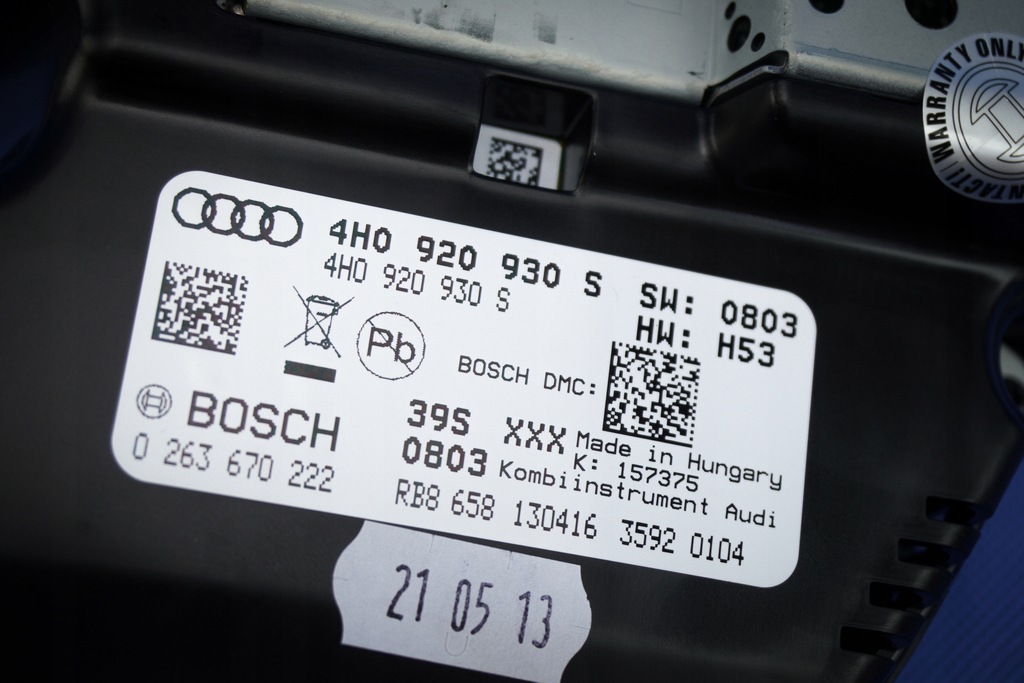 WARRANTY ONLY
4H0 920 930 S SW: 0803
4H0 920 930 S HW: H53
Pb
BOSCH DMC:
BOSCH 39S XXX Made in Hungary
0 263 670 222 0803 K: 157375
Kombiinstrument Audi
RB8 658 130416 3592 0104
21 05 13